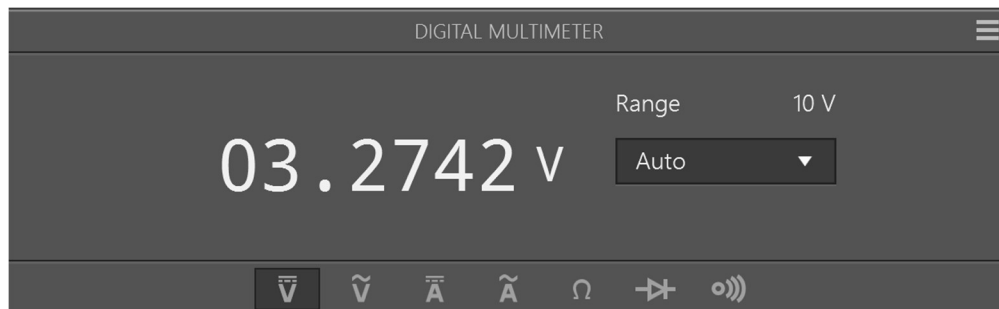 DIGITAL MULTIMETER
Range 10 V
03.2742 V
Auto
V V A A Ω